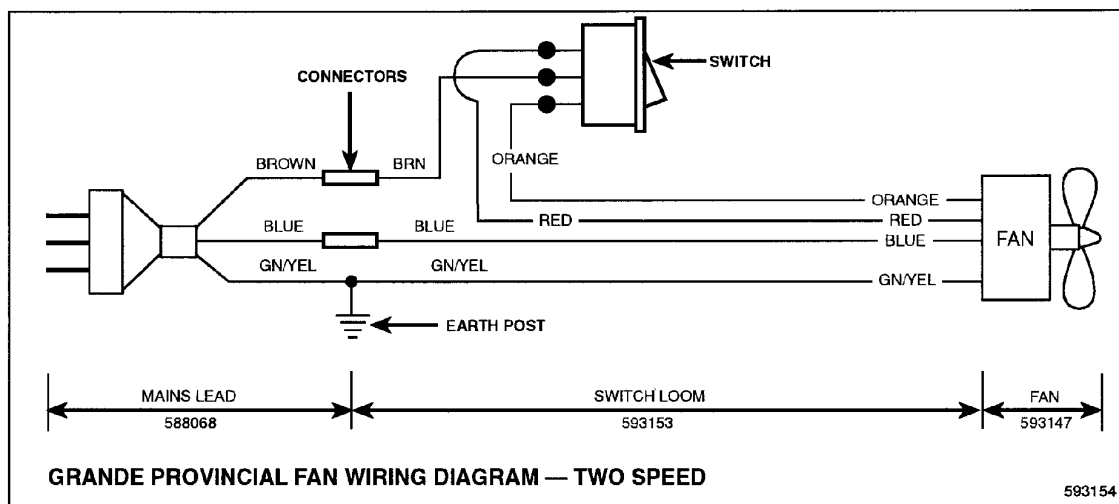 CONNECTORS
SWITCH
BROWN
BRN
ORANGE
ORANGE
RED
RED
BLUE
BLUE
BLUE
FAN
GN/YEL
GN/YEL
GN/YEL
EARTH POST
MAINS LEAD
SWITCH LOOM
FAN
588068
593153
593147
GRANDE PROVINCIAL FAN WIRING DIAGRAM — TWO SPEED
593154